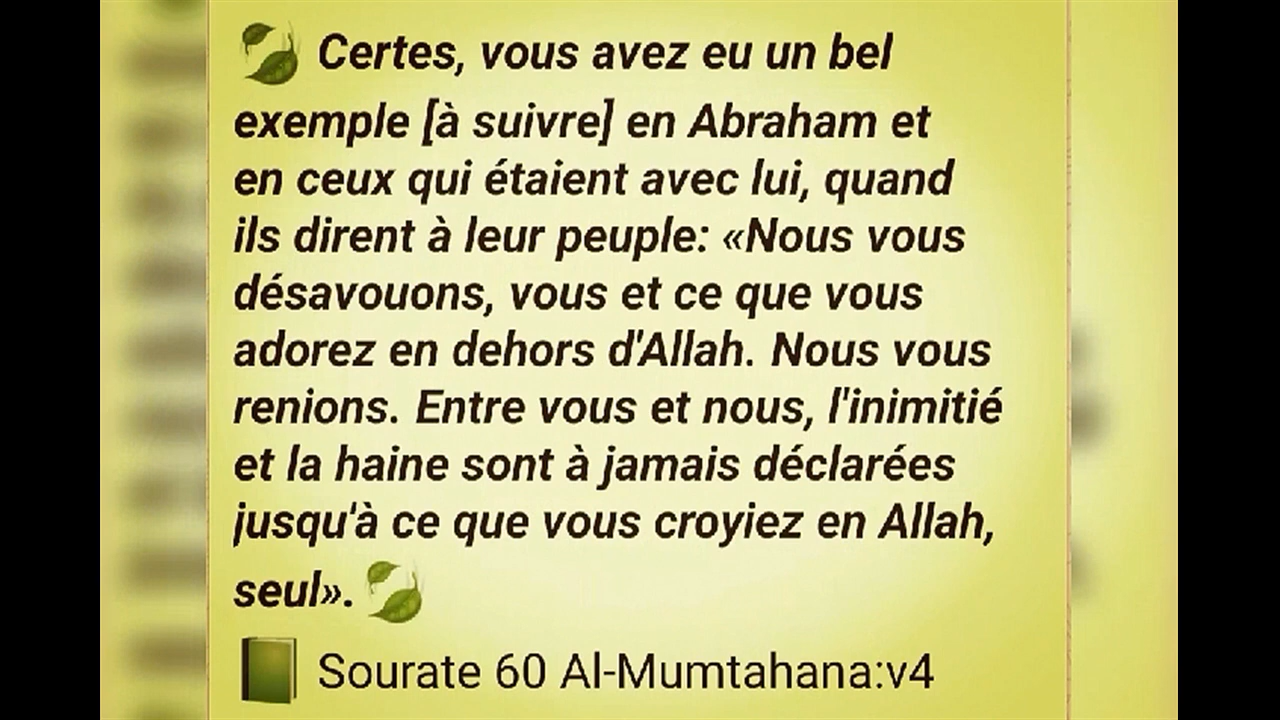 Certes, vous avez eu un bel
exemple [à suivre] en Abraham et
en ceux qui étaient avec lui, quand
ils dirent à leur peuple: «Nous vous
désavouons, vous et ce que vous
adorez en dehors d'Allah. Nous vous
renions. Entre vous et nous, l'inimitié
et la haine sont à jamais déclarées
jusqu'à ce que vous croyiez en Allah,
seul».
Sourate 60 Al-Mumtahana:v4